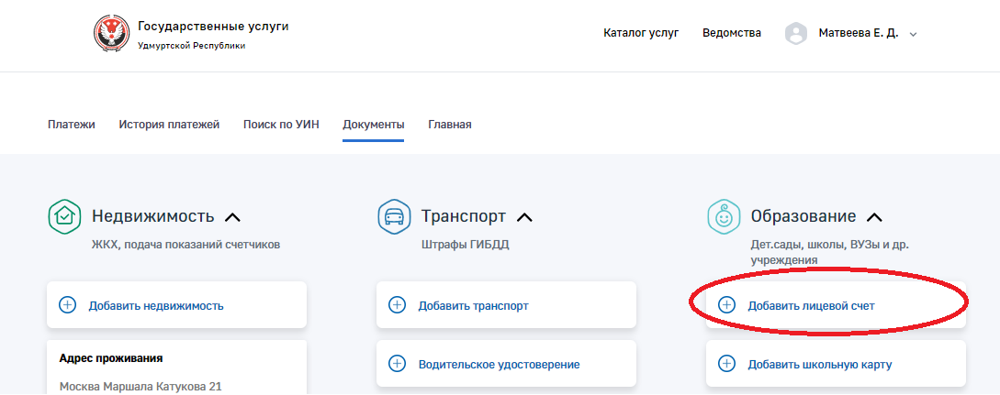 Государственные услуги
Удмуртской Республики
Каталог услуг
Ведомства
Матвеева Е. Д.
Платежи
История платежей
Поиск по УИН
Документы
Главная
Недвижимость
ЖКХ, подача показаний счетчиков
Добавить недвижимость
Адрес проживания
Москва Маршала Катукова 21
Транспорт
Штрафы ГИБДД
Добавить транспорт
Водительское удостоверение
Образование
Дет.сады, школы, ВУЗы и др.
учреждения
Добавить лицевой счет
Добавить школьную карту